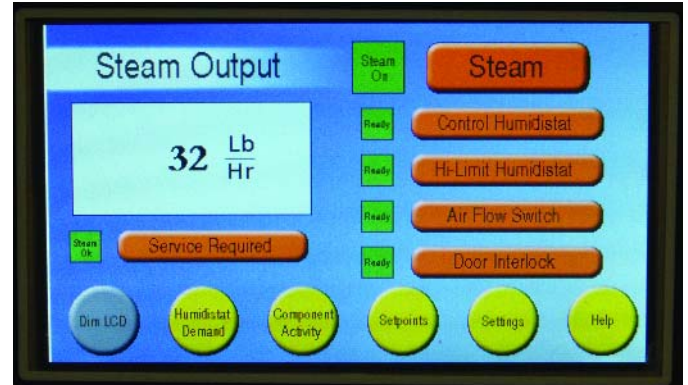 Steam Output
32 Lb
Hr
Steam
Ok
Service Required
Steam
On
Steam
Ready
Control Humidistat
Ready
Hi-Limit Humidistat
Ready
Air Flow Switch
Ready
Door Interlock
Dim LCD
Humidistat
Demand
Component
Activity
Setpoints
Settings
Help